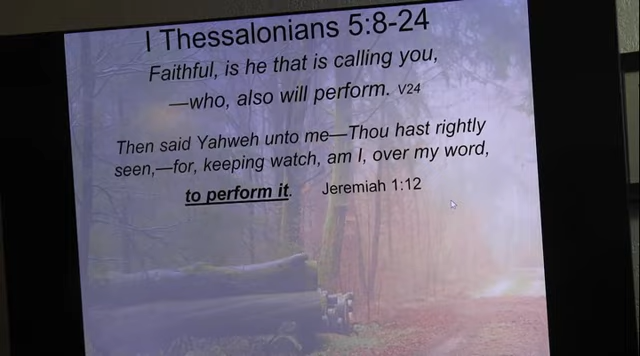 I Thessalonians 5:8-24
Faithful, is he that is calling you,
—who, also will perform. V24
Then said Yahweh unto me—Thou hast rightly
seen,—for, keeping watch, am I, over my word,
to perform it. Jeremiah 1:12